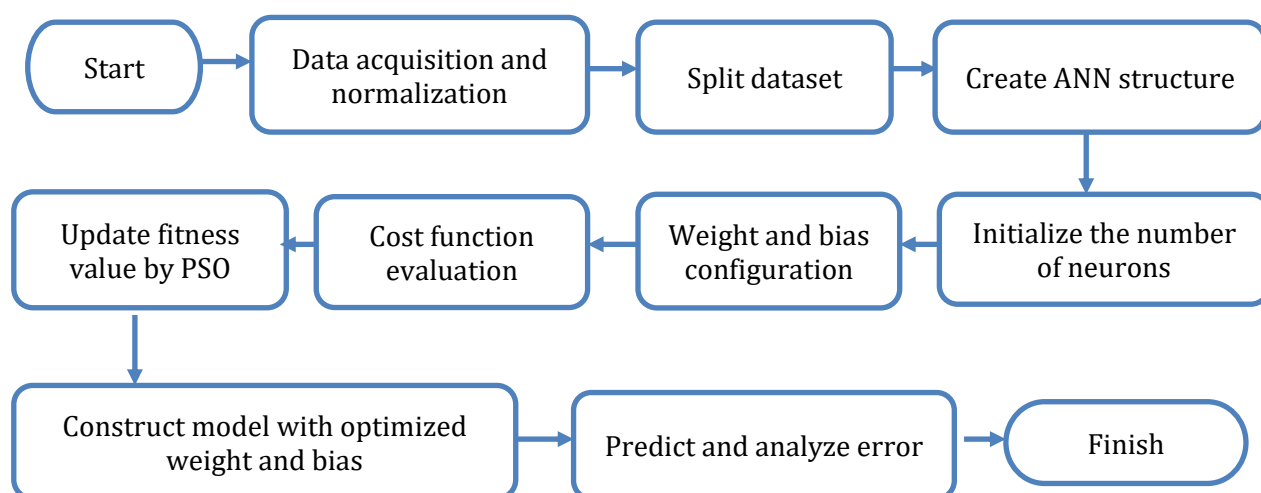 Start
Data acquisition and
normalization
Split dataset
Create ANN structure
Initialize the number
of neurons
Weight and bias
configuration
Cost function
evaluation
Update fitness
value by PSO
Construct model with optimized
weight and bias
Predict and analyze error
Finish